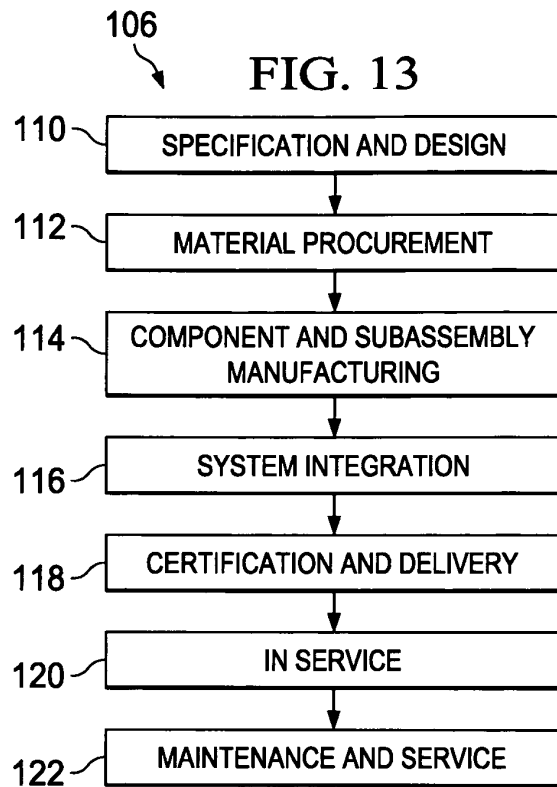 106
FIG. 13
110
SPECIFICATION AND DESIGN
112
MATERIAL PROCUREMENT
114
COMPONENT AND SUBASSEMBLY
MANUFACTURING
116
SYSTEM INTEGRATION
118
CERTIFICATION AND DELIVERY
120
IN SERVICE
122
MAINTENANCE AND SERVICE